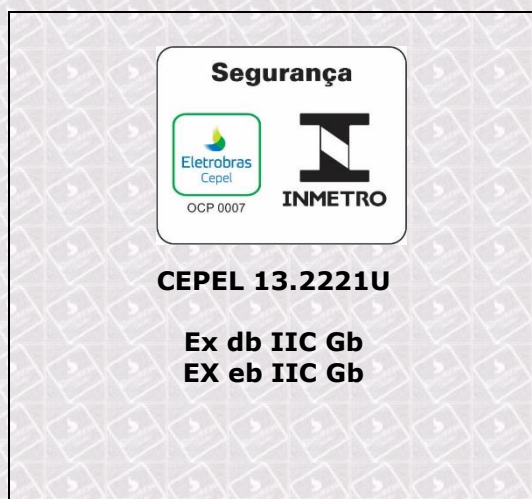 Segurança
Eletrobras
Cepel
OCP 0007
INMETRO
CEPEL 13.2221U
Ex db IIC Gb
EX eb IIC Gb